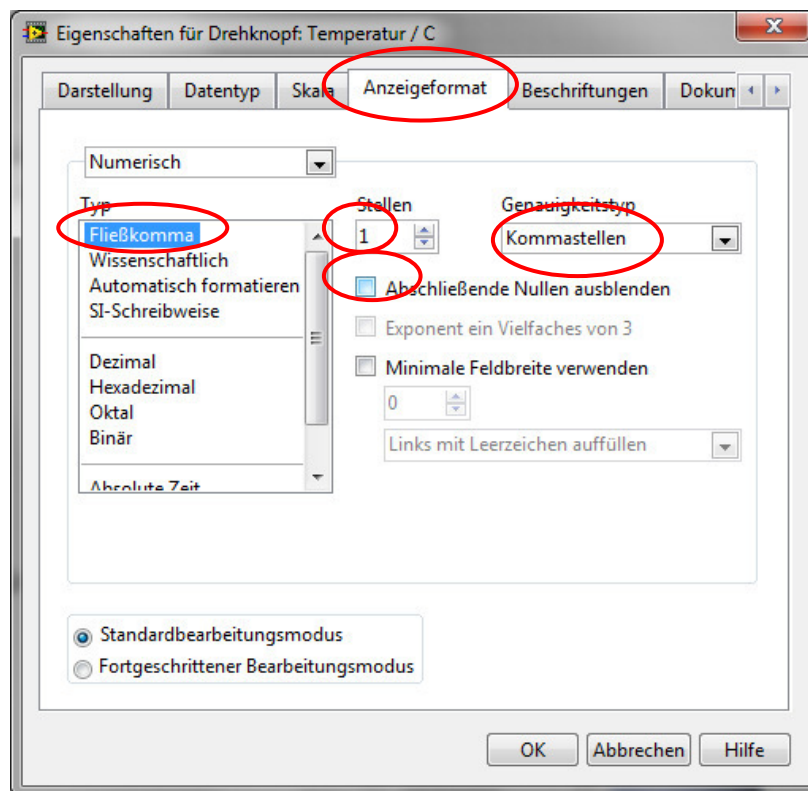 Eigenschaften für Drehknopf: Temperatur / C
Darstellung Datentyp Skala Anzeigeformat Beschriftungen Dokum
Numerisch
Typ Stellen Genauigkeitstyp
Fließkomma 1 Kommastellen
Wissenschaftlich
Automatisch formatieren Abschließende Nullen ausblenden
SI-Schreibweise
Exponent ein Vielfaches von 3
Dezimal Minimale Feldbreite verwenden
Hexadezimal
Oktal 0
Binär Links mit Leerzeichen auffüllen
Absolute Zeit
Standardbearbeitungsmodus
Fortgeschrittener Bearbeitungsmodus
OK Abbrechen Hilfe